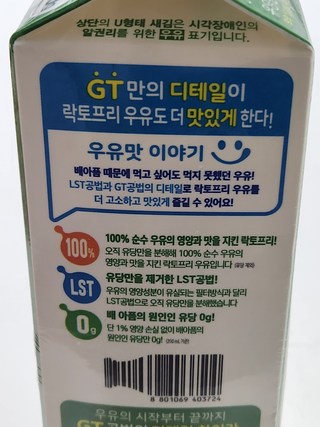 상단의 U형태 새김은 시각장애인의
알권리를 위한 우유 표기입니다.
GT만의 디테일이
락토프리 우유도 더 맛있게 한다!
우유맛 이야기
배아플 때문에 먹고 싶어도 먹지 못했던 우유!
LST공법과 GT공법의 디테일로 락토프리 우유를
더 고소하고 맛있게 즐길 수 있어요!
100%
100% 순수 우유의 영양과 맛을 지킨 락토프리!
오직 유당만을 분해해 100% 순수 우유의
영양과 맛을 지킨 락토프리 우유입니다 (유당 제외)
LST
유당만을 제거한 LST공법!
우유의 영양성분이 유실되는 필터방식과 달리
LST공법으로 오직 유당만을 분해했습니다
0g
배 아픔의 원인인 유당 0g!
단 1% 영양 손실 없이 배아픔의
원인인 유당만 0g!
8 801069 403724
우유의 시작부터 끝까지